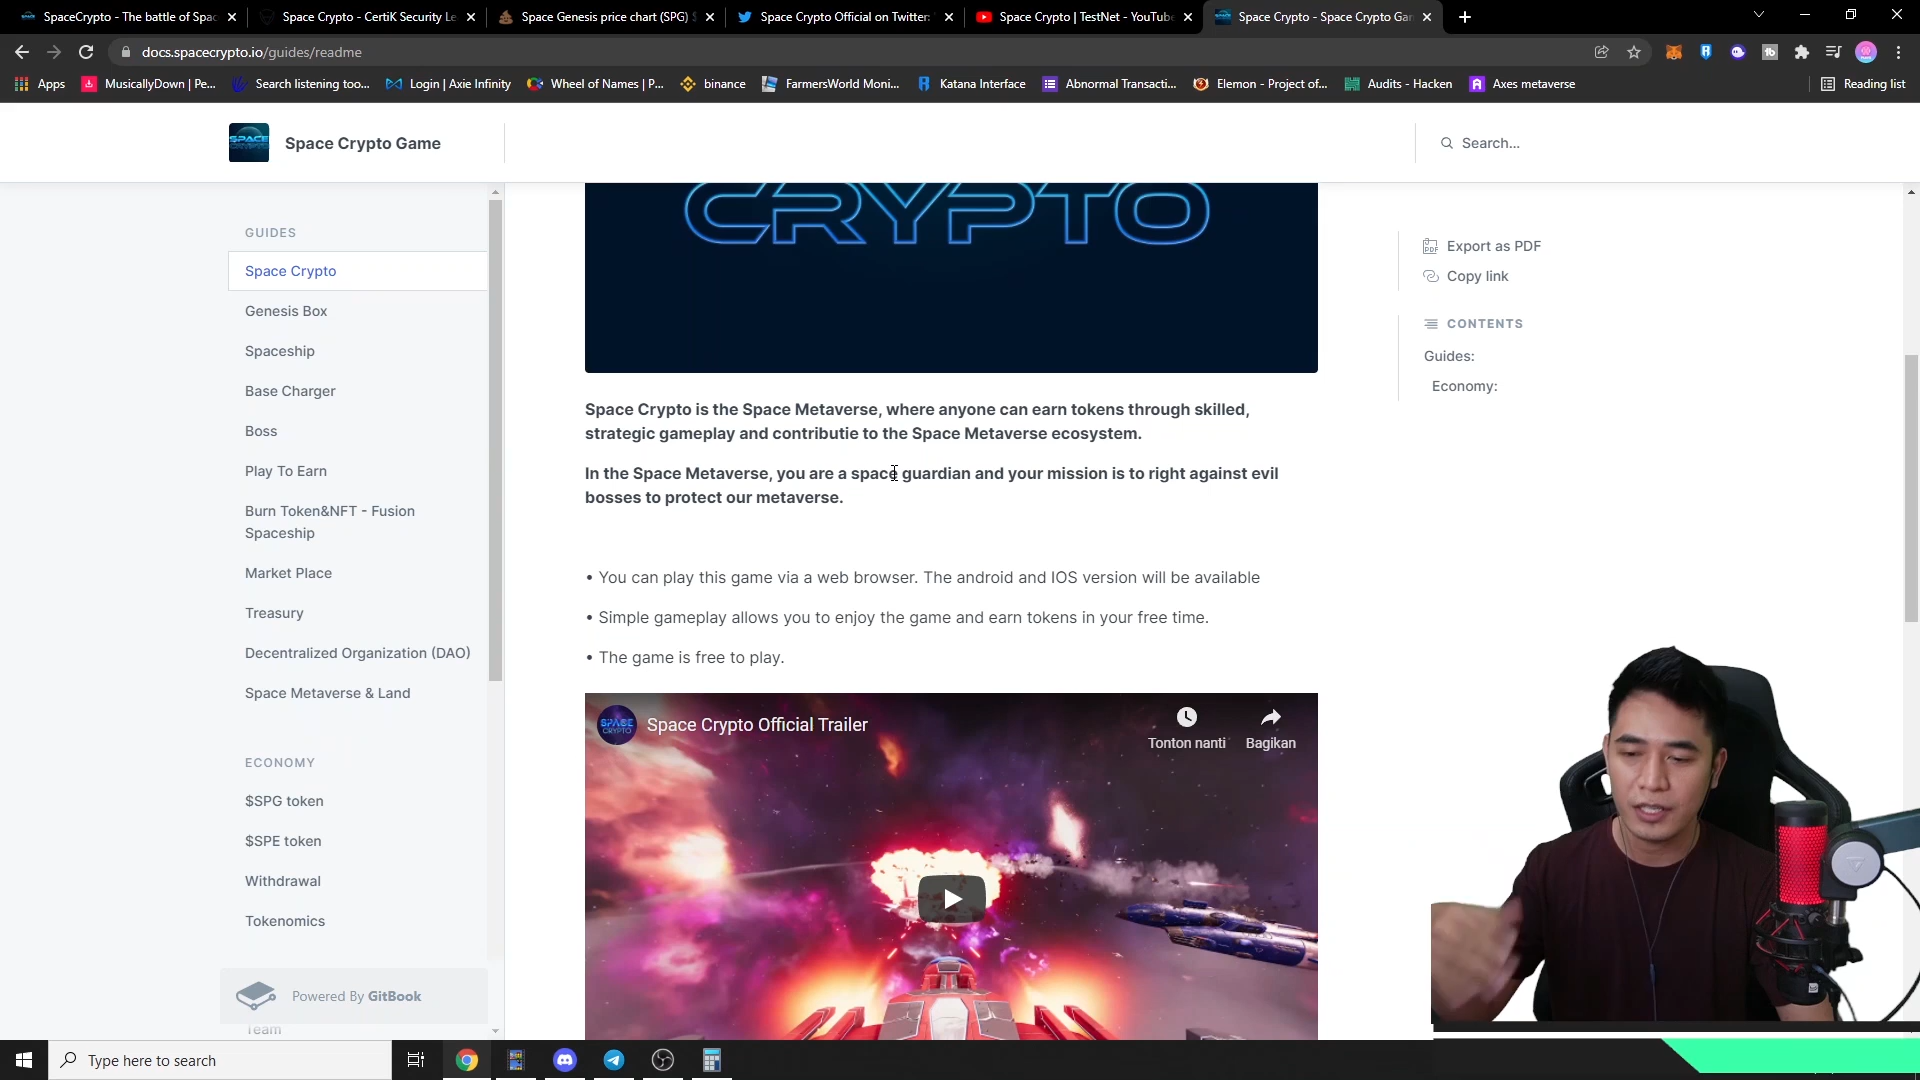 SpaceCrypto - The battle of Spac
Space Crypto - CertiK Security Le
Space Genesis price chart (SPG) $
Space Crypto Official on Twitter:
Space Crypto | TestNet - YouTube
Space Crypto - Space Crypto Gam
docs.spacecrypto.io/guides/readme
Apps
MusicallyDown | Pe...
Search listening too...
Login | Axie Infinity
Wheel of Names | P...
binance
FarmersWorld Moni...
Katana Interface
Abnormal Transacti...
Elemon - Project of...
Audits - Hacken
Axes metaverse
Reading list
SPACE
CRYPTO
Space Crypto Game
Search...
GUIDES
Space Crypto
Genesis Box
Spaceship
Base Charger
Boss
Play To Earn
Burn Token&NFT - Fusion
Spaceship
Market Place
Treasury
Decentralized Organization (DAO)
Space Metaverse & Land
ECONOMY
$SPG token
$SPE token
Withdrawal
Tokenomics
Powered By GitBook
Team
CRYPTO
Space Crypto is the Space Metaverse, where anyone can earn tokens through skilled,
strategic gameplay and contributie to the Space Metaverse ecosystem.
In the Space Metaverse, you are a space guardian and your mission is to right against evil
bosses to protect our metaverse.
• You can play this game via a web browser. The android and IOS version will be available
• Simple gameplay allows you to enjoy the game and earn tokens in your free time.
• The game is free to play.
SPACE
CRYPTO
Space Crypto Official Trailer
Tonton nanti
Bagikan
PDF
Export as PDF
Copy link
CONTENTS
Guides:
Economy:
Type here to search